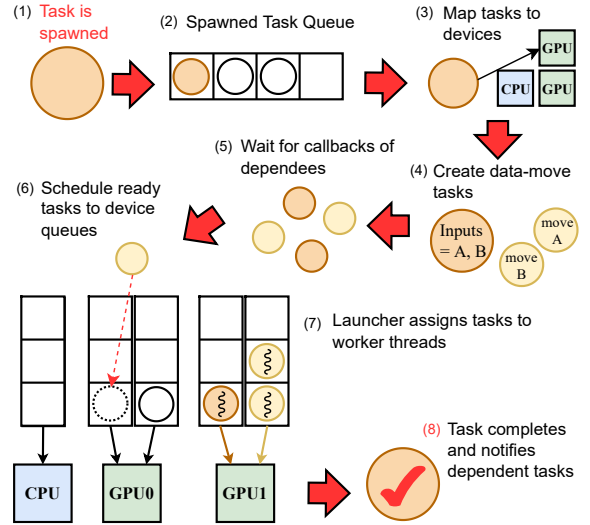 (1) Task is
spawned
(2) Spawned Task Queue
(3) Map tasks to
devices
GPU
CPU GPU
(4) Create data-move
tasks
Inputs
= A, B
move
A
move
B
(5) Wait for callbacks of
dependees
(6) Schedule ready
tasks to device
queues
(7) Launcher assigns tasks to
worker threads
CPU GPU0 GPU1
(8) Task completes
and notifies
dependent tasks